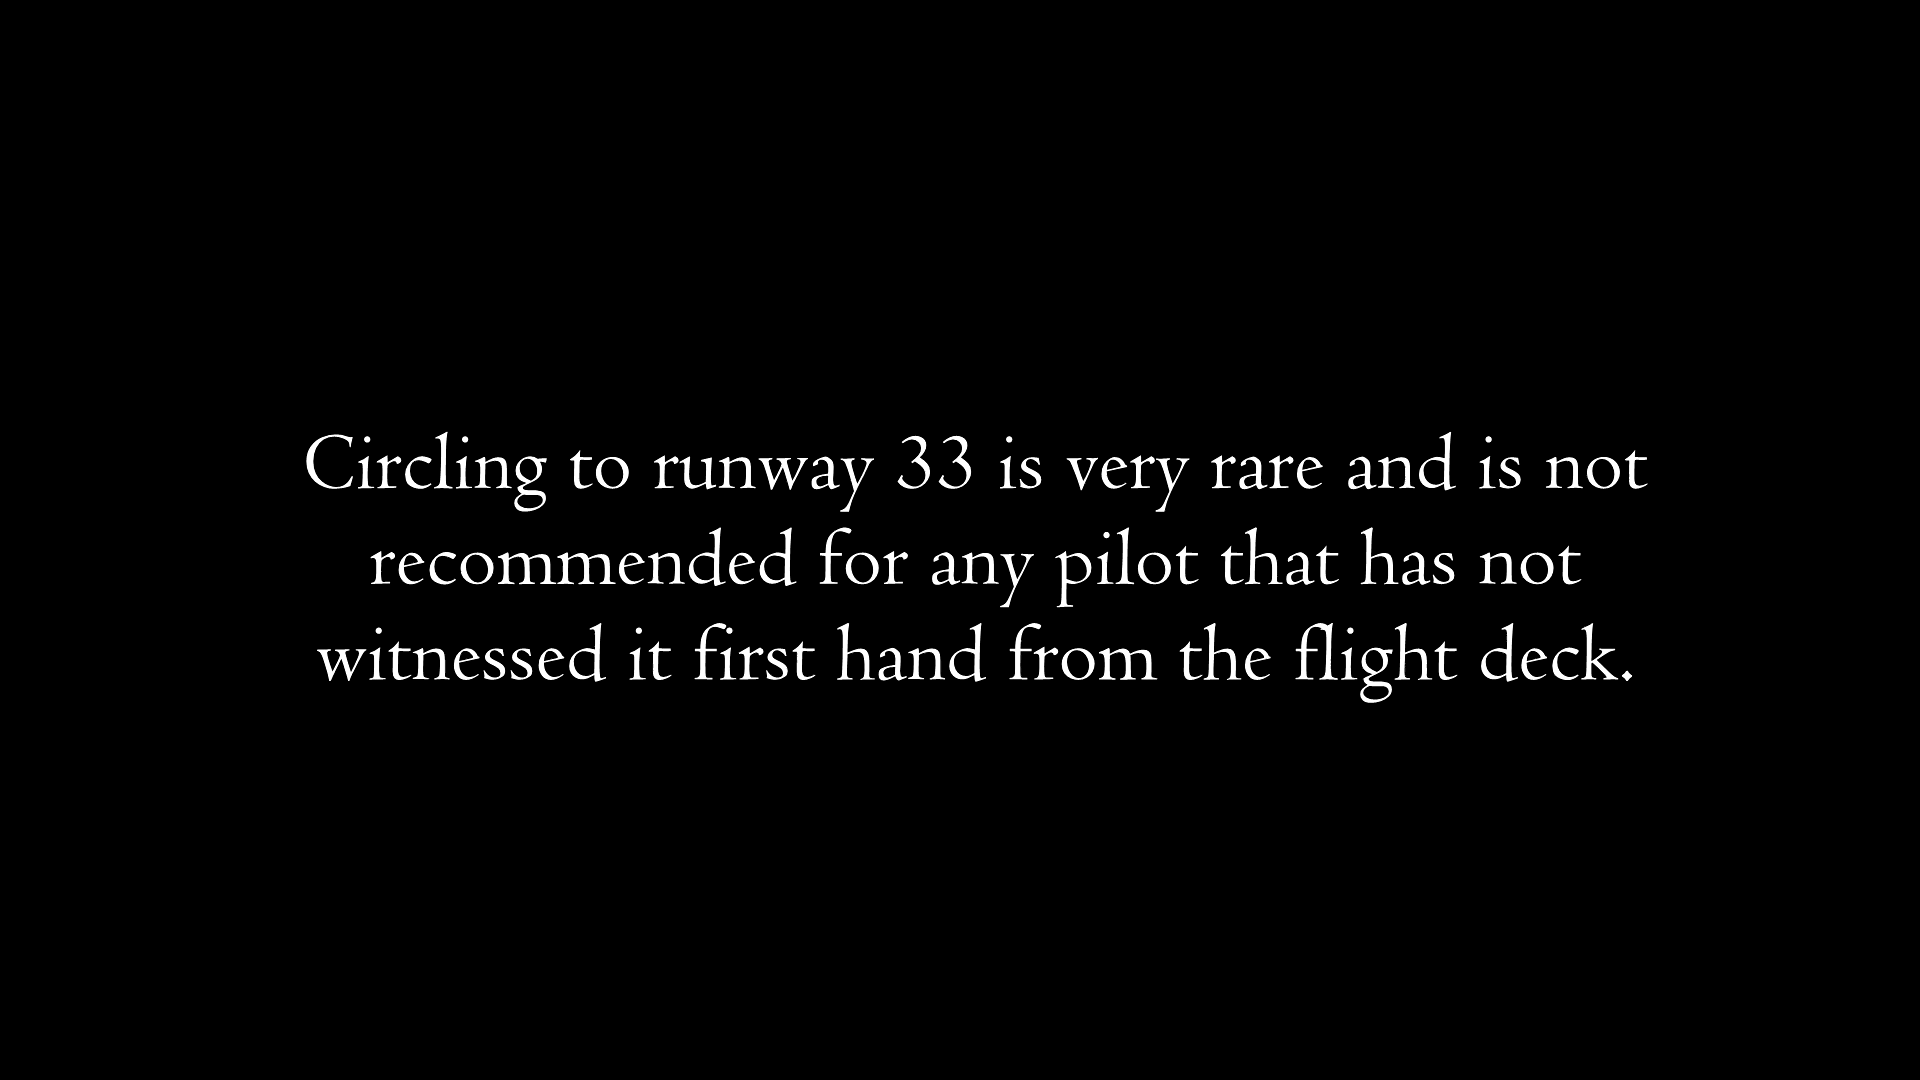 Circling to runway 33 is very rare and is not
recommended for any pilot that has not
witnessed it first hand from the flight deck.